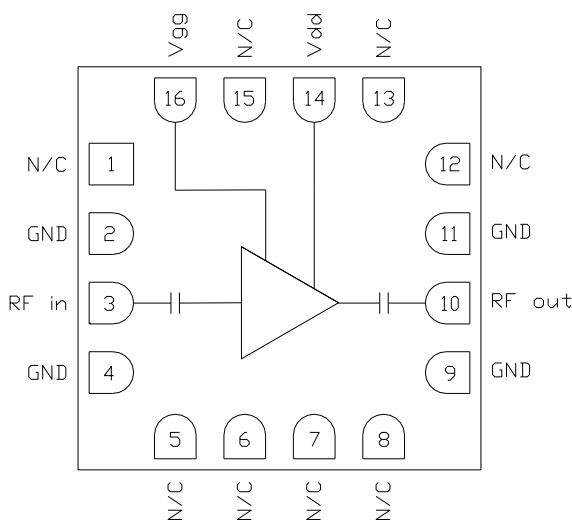 Vgg N/C Vdd N/C
16 15 14 13
N/C 1 12 N/C
GND 2 11 GND
RF in 3 10 RF out
GND 4 9 GND
5 6 7 8
N/C N/C N/C N/C